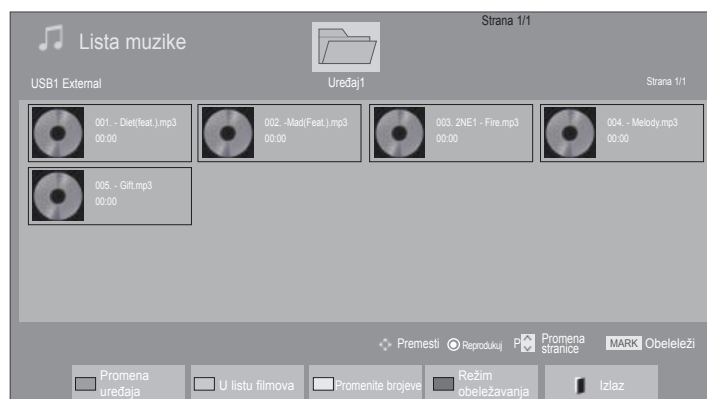 Strana 1/1
Lista muzike
USB1 External
Uređaj1
Strana 1/1
001. - Diet(feat.).mp3
00:00
002. -Mad(Feat.).mp3
00:00
003. 2NE1 - Fire.mp3
00:00
004. - Melody.mp3
00:00
005. - Gift.mp3
00:00
Premesti
Reprodukuj
P
Promena
stranice
MARK Obeleleži
Promena
uređaja
U listu filmova
Promenite brojeve
Režim
obeležavanja
Izlaz